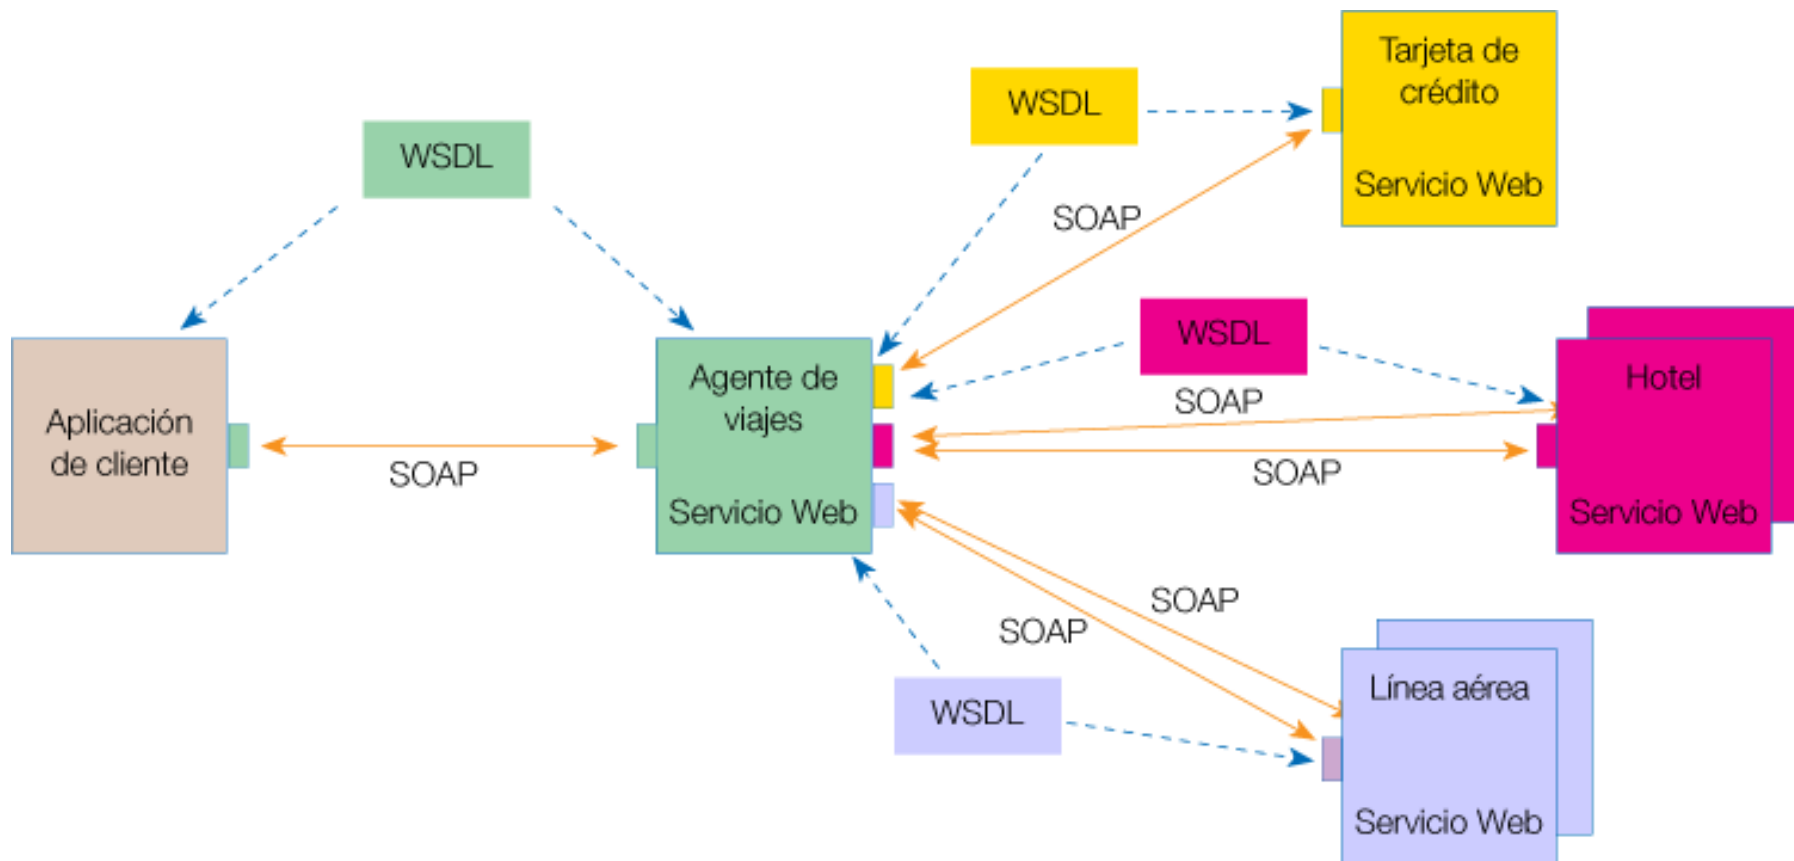 WSDL
Aplicación
de cliente
SOAP
Agente de
viajes
Servicio Web
WSDL
SOAP
Tarjeta de
crédito
Servicio Web
WSDL
SOAP
SOAP
Hotel
Servicio Web
SOAP
SOAP
WSDL
Línea aérea
Servicio Web